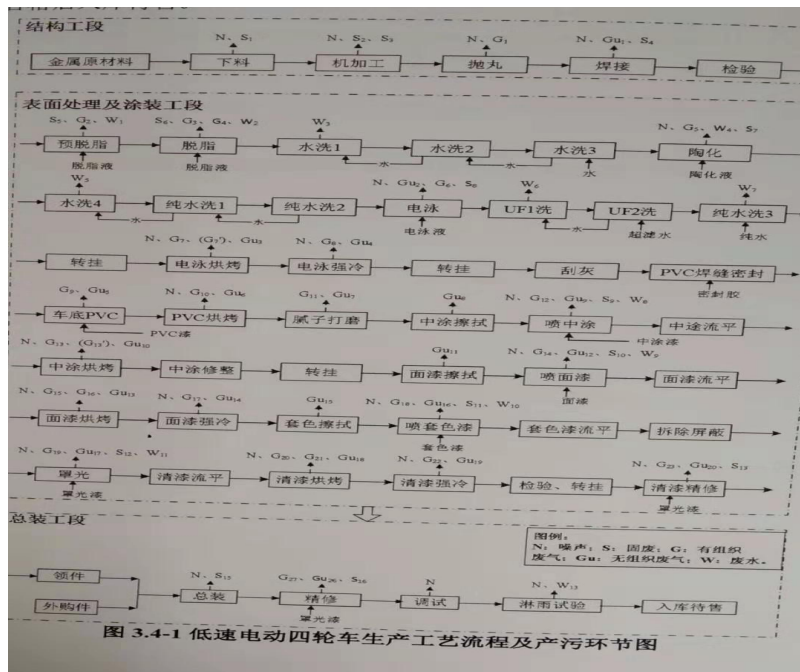 结构工段
N、S₁
N、S₂、S₃
N、G₁
N、Gu₁、S₄
金属原材料 下料 机加工 抛丸 焊接 检验
表面处理及涂装工段
S₅、G₂、W₁
S₆、G₃、G₄、W₂
W₃
N、G₅、W₄、S₇
预脱脂 脱脂 水洗1 水洗2 水洗3 陶化
脱脂液 脱脂液 水 水 水 陶化液
W₅
N、Gu₂、G₆、S₈
W₆
W₇
水洗4 纯水洗1 纯水洗2 电泳 UF1洗 UF2洗 纯水洗3
水 水 电泳液 水 超滤水 纯水
N、G₇、(G₇')、Gu₃
N、G₈、Gu₄
转挂 电泳烘烤 电泳强冷 转挂 刮灰 PVC焊缝密封
密封胶
G₉、Gu₅
N、G₁₀、Gu₆
G₁₁、Gu₇
Gu₈
N、G₁₂、Gu₉、S₉、W₈
车底PVC PVC烘烤 腻子打磨 中涂擦拭 喷中涂 中途流平
PVC漆 中涂漆
N、G₁₃、(G₁₃')、Gu₁₀
Gu₁₁
N、G₁₄、Gu₁₂、S₁₀、W₉
中涂烘烤 中涂修整 转挂 面漆擦拭 喷面漆 面漆流平
面漆
N、G₁₅、G₁₆、Gu₁₃
N、G₁₇、Gu₁₄
Gu₁₅
N、G₁₈、Gu₁₆、S₁₁、W₁₀
面漆烘烤 面漆强冷 套色擦拭 喷套色漆 套色漆流平 拆除屏蔽
套色漆
N、G₁₉、Gu₁₇、S₁₂、W₁₁
N、G₂₀、G₂₁、Gu₁₈
N、G₂₂、Gu₁₉
N、G₂₃、Gu₂₀、S₁₃
罩光 清漆流平 清漆烘烤 清漆强冷 检验、转挂 清漆精修
罩光漆 罩光漆
总装工段
图例:
N:噪声;S:固废;G:有组织
废气;Gu:无组织废气;W:废水。
领件
外购件
N、S₁₅
G₂₇、Gu₂₆、S₁₆
N
N、W₁₃
总装 精修 调试 淋雨试验 入库待售
罩光漆
图 3.4-1 低速电动四轮车生产工艺流程及产污环节图